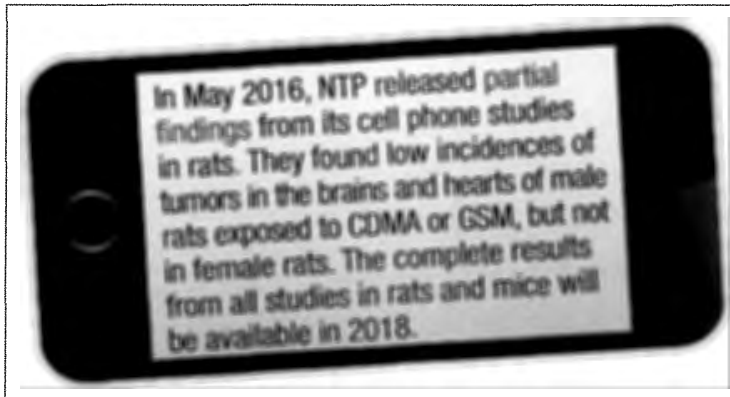 In May 2016, NTP released partial
findings from its cell phone studies
in rats. They found low incidences of
tumors in the brains and hearts of male
rats exposed to CDMA or GSM, but not
in female rats. The complete results
from all studies in rats and mice will
be available in 2018.